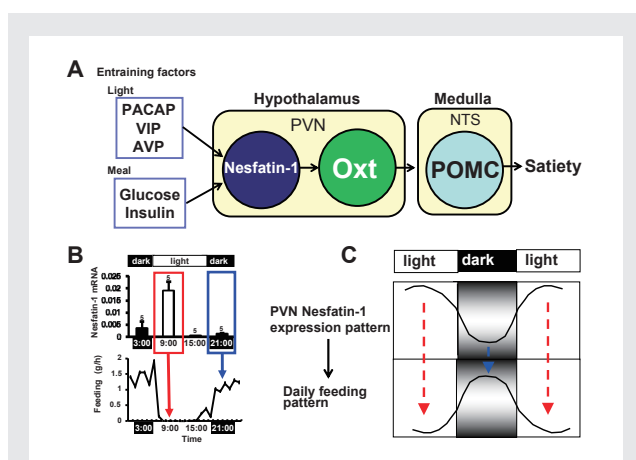 A
Entraining factors
Light
PACAP
VIP
AVP
Meal
Glucose
Insulin
Hypothalamus
PVN
Nesfatin-1
Oxt
Medulla
NTS
POMC
Satiety
B
dark light dark
Nesfatin-1 mRNA
0.025
0.02
0.015
0.01
0.005
0
5
5
5
5
3:00 9:00 15:00 21:00
Feeding (g/h)
2
1.5
1
0.5
0
3:00 9:00 15:00 21:00
Time
C
light dark light
PVN Nesfatin-1
expression pattern
Daily feeding
pattern